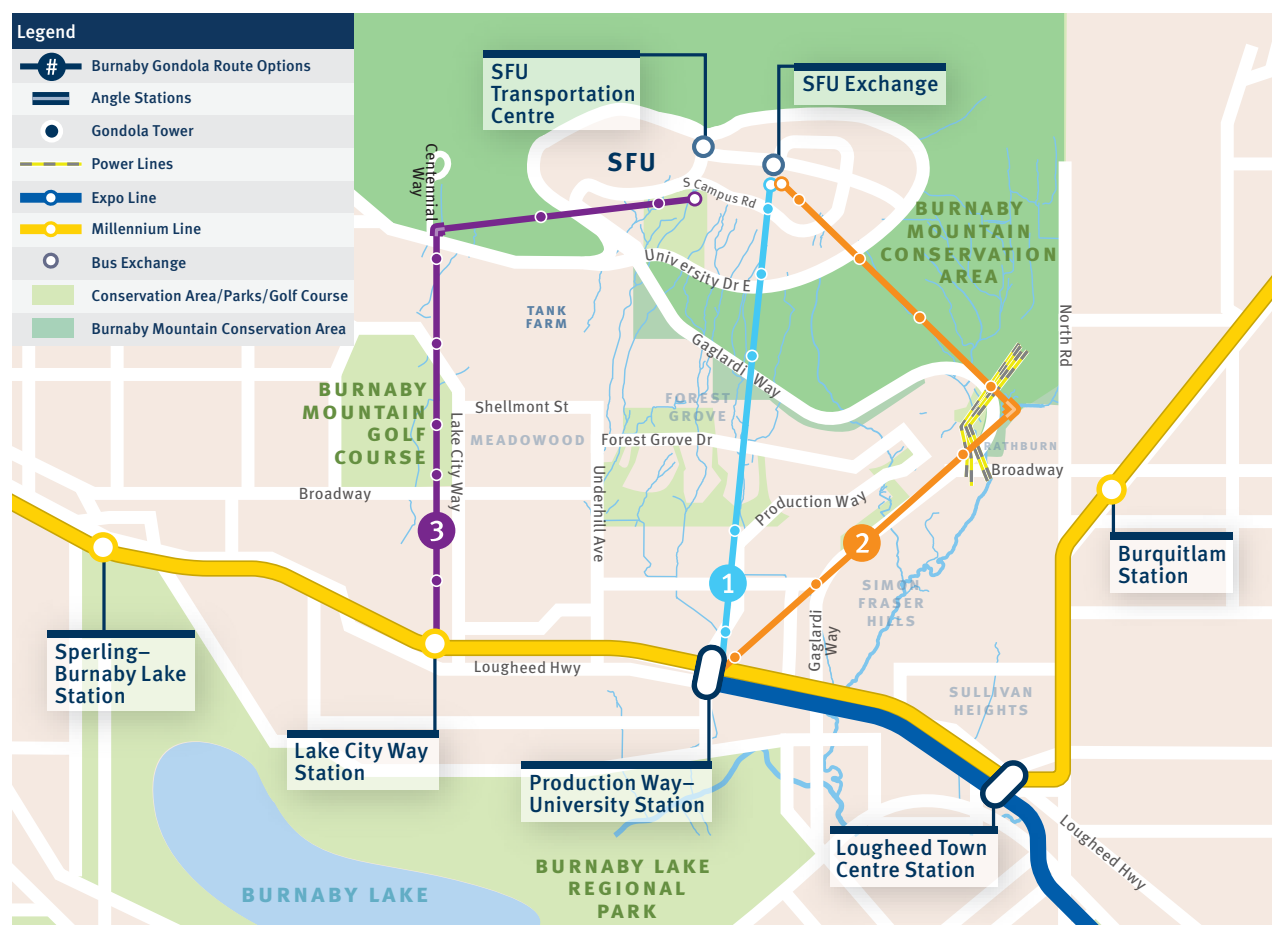 Legend
#
Burnaby Gondola Route Options
Angle Stations
Gondola Tower
Power Lines
Expo Line
Millennium Line
Bus Exchange
Conservation Area/Parks/Golf Course
Burnaby Mountain Conservation Area
SFU
Transportation
Centre
SFU Exchange
SFU
Centennial
Way
S Campus Rd
BURNABY
MOUNTAIN
CONSERVATION
AREA
University Dr E
TANK
FARM
North Rd
Gaglardi Way
BURNABY
MOUNTAIN
GOLF
COURSE
FOREST
GROVE
Shellmont St
Lake City Way
MEADOWOOD
Forest Grove Dr
RATHBURN
Broadway
Broadway
Underhill Ave
Production Way
3
2
1
Burquitlam
Station
SIMON
FRASER
HILLS
Gaglardi
Way
Sperling–
Burnaby Lake
Station
Lougheed Hwy
SULLIVAN
HEIGHTS
Lake City Way
Station
Production Way–
University Station
Lougheed Town
Centre Station
Lougheed Hwy
BURNABY LAKE
BURNABY LAKE
REGIONAL
PARK